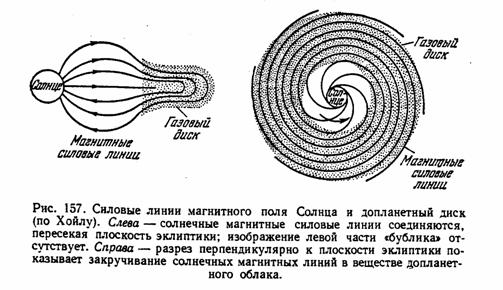 Солнце
Магнитные
силовые линии
Газовый
диск
Газовый
диск
Сол-
нце
Магнитные
силовые
линии
Рис. 157. Силовые линии магнитного поля Солнца и допланетный диск
(по Хойлу). Слева — солнечные магнитные силовые линии соединяются,
пересекая плоскость эклиптики; изображение левой части «бублика» от-
сутствует. Справа — разрез перпендикулярно к плоскости эклиптики по-
казывает закручивание солнечных магнитных линий в веществе допланет-
ного облака.